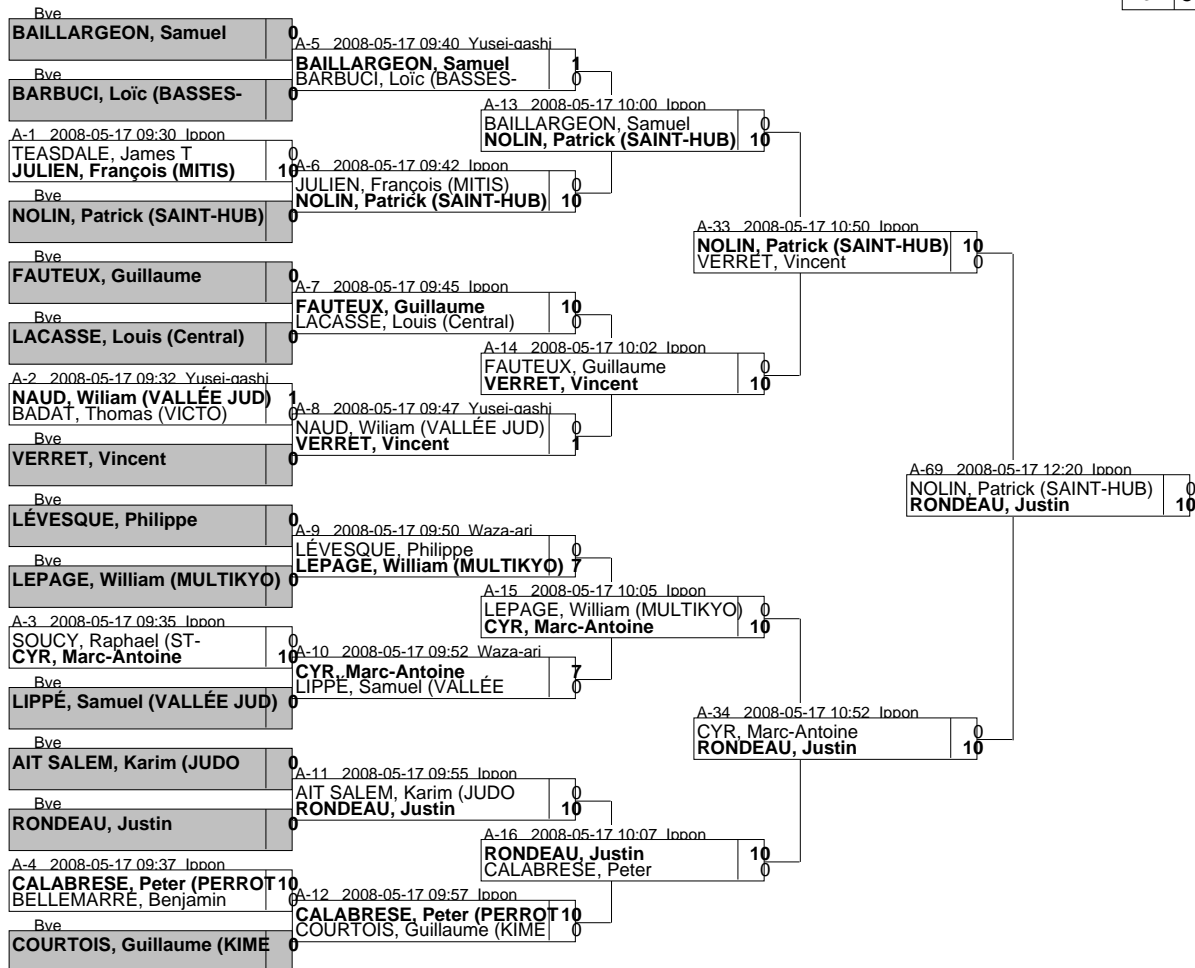 Bye
BAILLARGEON, Samuel 0
Bye
BARBUCI, Loïc (BASSES- 0
A-1 2008-05-17 09:30 Ippon
TEASDALE, James T 0
JULIEN, François (MITIS) 10
Bye
NOLIN, Patrick (SAINT-HUB) 0
Bye
FAUTEUX, Guillaume 0
Bye
LACASSE, Louis (Central) 0
A-2 2008-05-17 09:32 Yusei-gashi
NAUD, Wiliam (VALLÉE JUD) 1
BADAT, Thomas (VICTO) 0
Bye
VERRET, Vincent 0
Bye
LÉVESQUE, Philippe 0
Bye
LEPAGE, William (MULTIKYO) 0
A-3 2008-05-17 09:35 Ippon
SOUCY, Raphael (ST- 0
CYR, Marc-Antoine 10
Bye
LIPPÉ, Samuel (VALLÉE JUD) 0
Bye
AIT SALEM, Karim (JUDO 0
Bye
RONDEAU, Justin 0
A-4 2008-05-17 09:37 Ippon
CALABRESE, Peter (PERROT 10
BELLEMARRE, Benjamin 0
Bye
COURTOIS, Guillaume (KIME 0
A-5 2008-05-17 09:40 Yusei-gashi
BAILLARGEON, Samuel 1
BARBUCI, Loïc (BASSES- 0
A-6 2008-05-17 09:42 Ippon
JULIEN, François (MITIS) 0
NOLIN, Patrick (SAINT-HUB) 10
A-7 2008-05-17 09:45 Ippon
FAUTEUX, Guillaume 10
LACASSE, Louis (Central) 0
A-8 2008-05-17 09:47 Yusei-gashi
NAUD, Wiliam (VALLÉE JUD) 0
VERRET, Vincent 1
A-9 2008-05-17 09:50 Waza-ari
LÉVESQUE, Philippe 0
LEPAGE, William (MULTIKYO) 7
A-10 2008-05-17 09:52 Waza-ari
CYR, Marc-Antoine 7
LIPPÉ, Samuel (VALLÉE 0
A-11 2008-05-17 09:55 Ippon
AIT SALEM, Karim (JUDO 0
RONDEAU, Justin 10
A-12 2008-05-17 09:57 Ippon
CALABRESE, Peter (PERROT 10
COURTOIS, Guillaume (KIME 0
A-13 2008-05-17 10:00 Ippon
BAILLARGEON, Samuel 0
NOLIN, Patrick (SAINT-HUB) 10
A-14 2008-05-17 10:02 Ippon
FAUTEUX, Guillaume 0
VERRET, Vincent 10
A-15 2008-05-17 10:05 Ippon
LEPAGE, William (MULTIKYO) 0
CYR, Marc-Antoine 10
A-16 2008-05-17 10:07 Ippon
RONDEAU, Justin 10
CALABRESE, Peter 0
A-33 2008-05-17 10:50 Ippon
NOLIN, Patrick (SAINT-HUB) 10
VERRET, Vincent 0
A-34 2008-05-17 10:52 Ippon
CYR, Marc-Antoine 0
RONDEAU, Justin 10
A-69 2008-05-17 12:20 Ippon
NOLIN, Patrick (SAINT-HUB) 0
RONDEAU, Justin 10